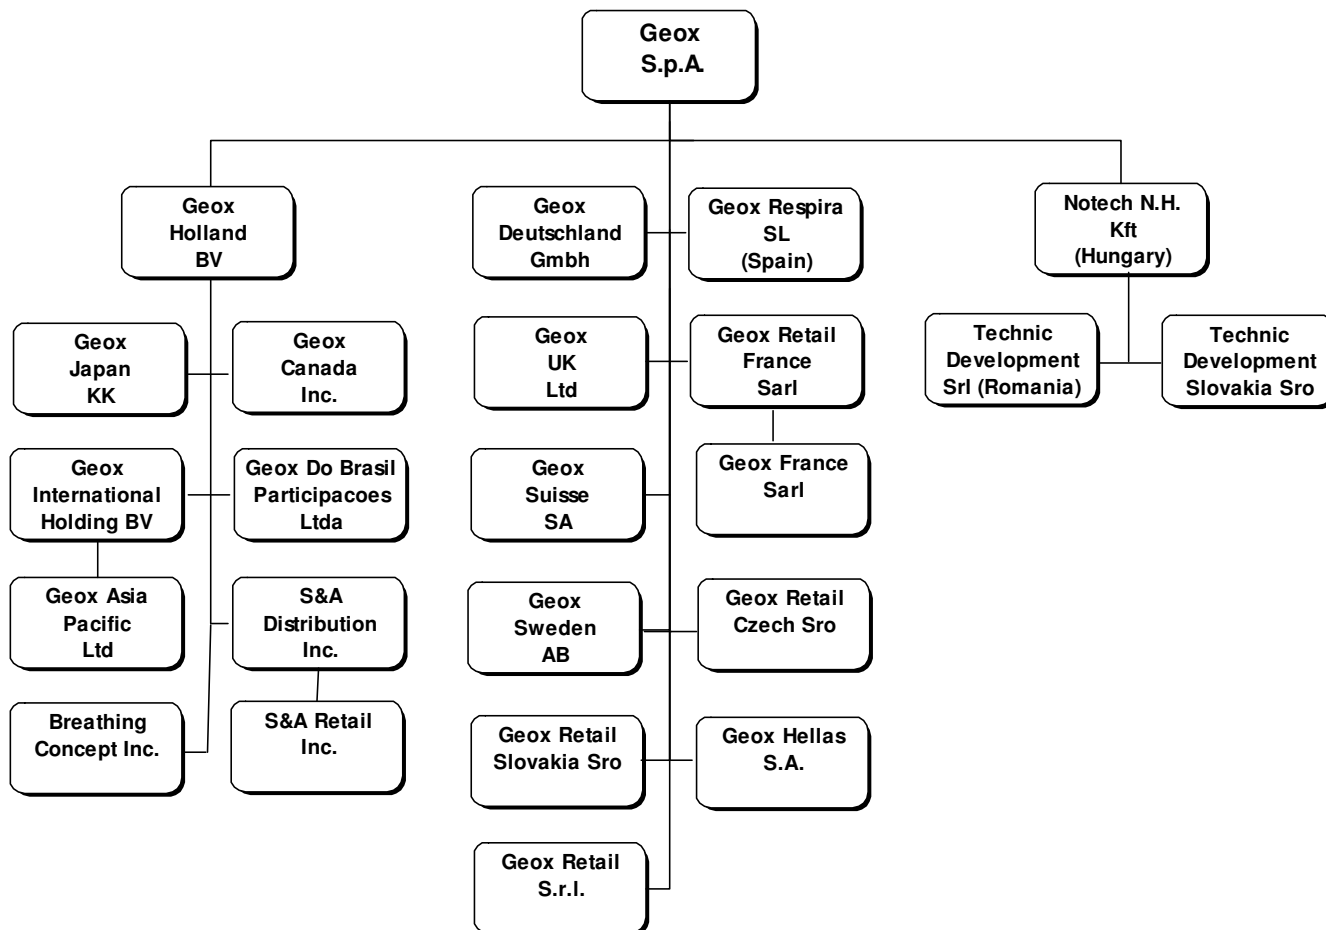 Geox
S.p.A.
Geox
Holland
BV
Geox
Deutschland
Gmbh
Geox Respira
SL
(Spain)
Notech N.H.
Kft
(Hungary)
Geox
Japan
KK
Geox
Canada
Inc.
Geox
UK
Ltd
Geox Retail
France
Sarl
Technic
Development
Srl (Romania)
Technic
Development
Slovakia Sro
Geox
International
Holding BV
Geox Do Brasil
Participacoes
Ltda
Geox
Suisse
SA
Geox France
Sarl
Geox Asia
Pacific
Ltd
S&A
Distribution
Inc.
Geox
Sweden
AB
Geox Retail
Czech Sro
Breathing
Concept Inc.
S&A Retail
Inc.
Geox Retail
Slovakia Sro
Geox Hellas
S.A.
Geox Retail
S.r.l.